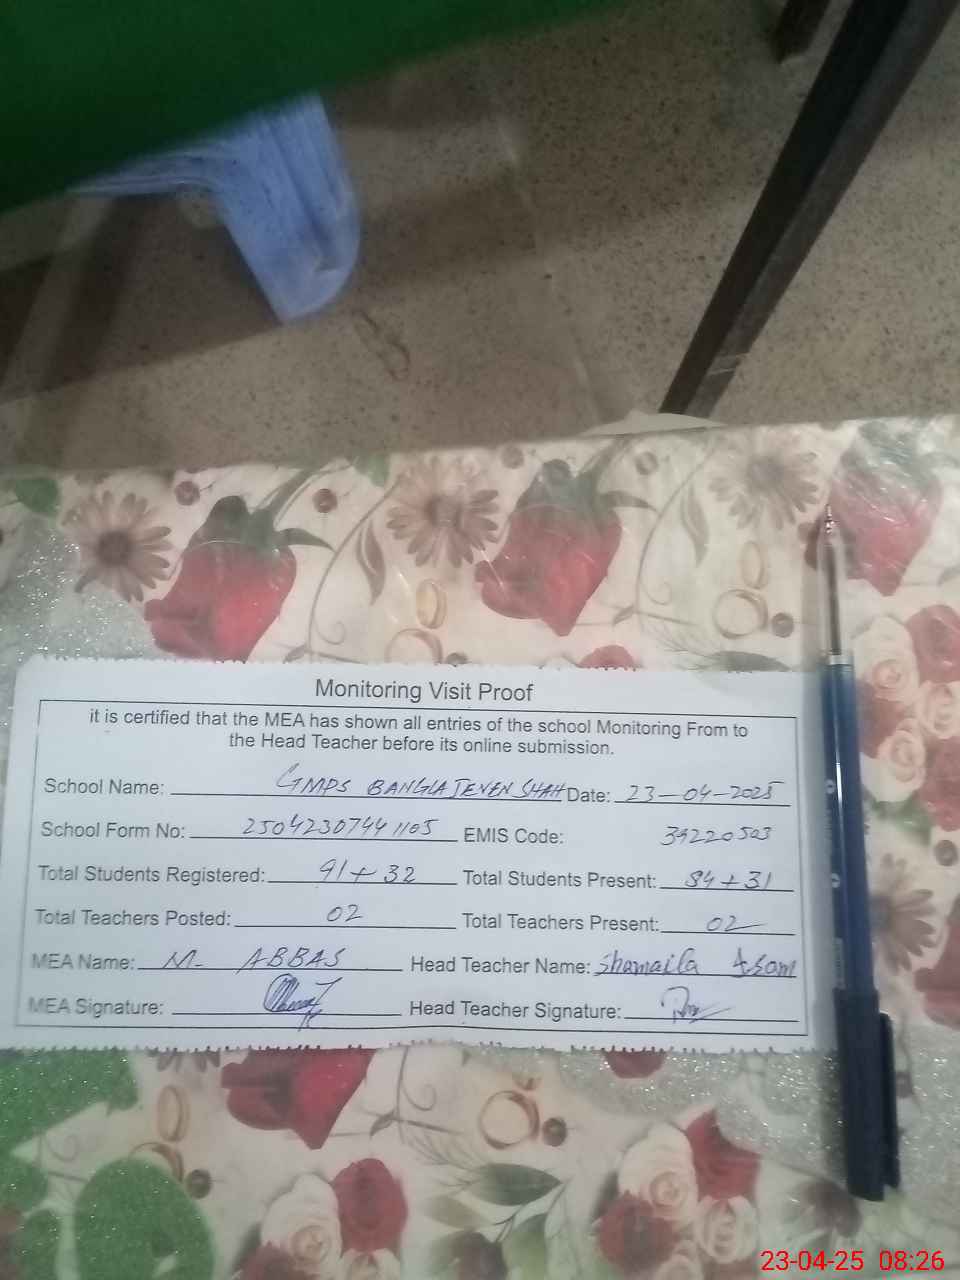 Monitoring Visit Proof
it is certified that the MEA has shown all entries of the school Monitoring From to
the Head Teacher before its online submission.
School Name: GMPS BANGLA JEVEN SHAH Date: 23-04-2025
School Form No: 25042307441105 EMIS Code: 39220503
Total Students Registered: 91+32 Total Students Present: 84+31
Total Teachers Posted: 02 Total Teachers Present: 02
MEA Name: M- ABBAS Head Teacher Name: Shamaila
MEA Signature: Head Teacher Signature:
23-04-25 08:26